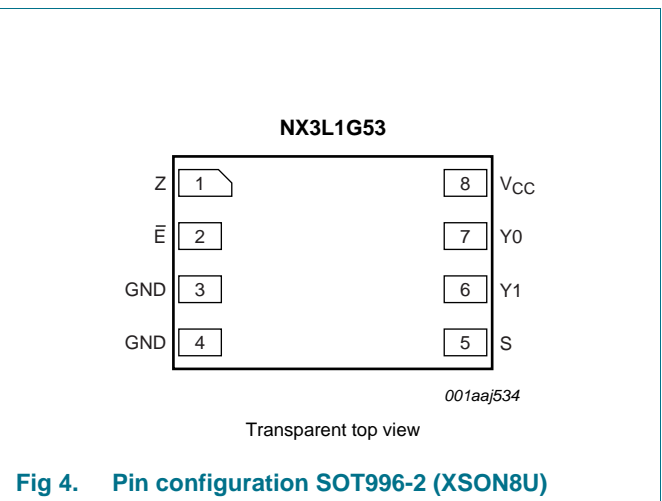 NX3L1G53
Z 1 8 VCC
E̅ 2 7 Y0
GND 3 6 Y1
GND 4 5 S
001aaj534
Transparent top view
Fig 4. Pin configuration SOT996-2 (XSON8U)